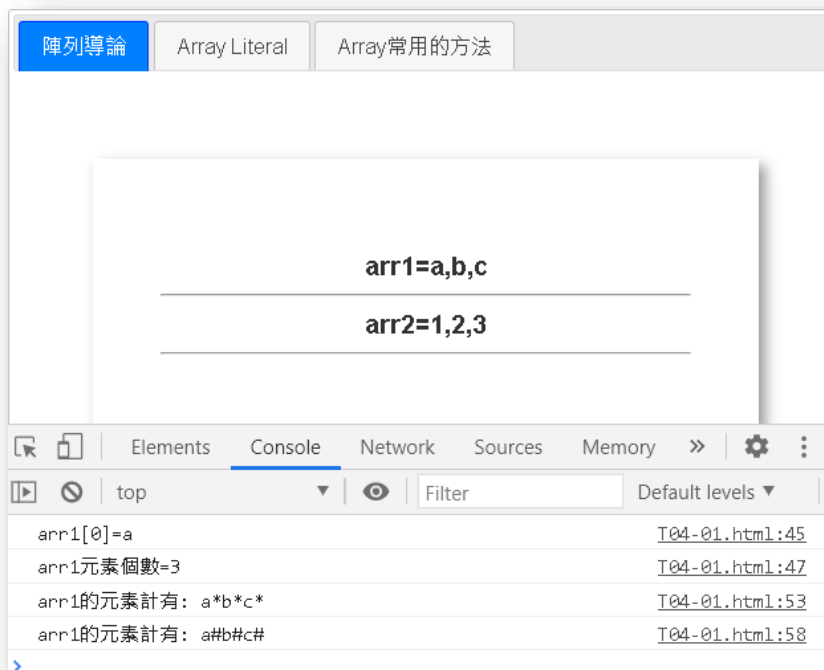 陣列導論 Array Literal Array常用的方法
arr1=a,b,c
arr2=1,2,3
Elements Console Network Sources Memory »
top Filter Default levels ▼
arr1[0]=a T04-01.html:45
arr1元素個數=3 T04-01.html:47
arr1的元素計有: a*b*c* T04-01.html:53
arr1的元素計有: a#b#c# T04-01.html:58